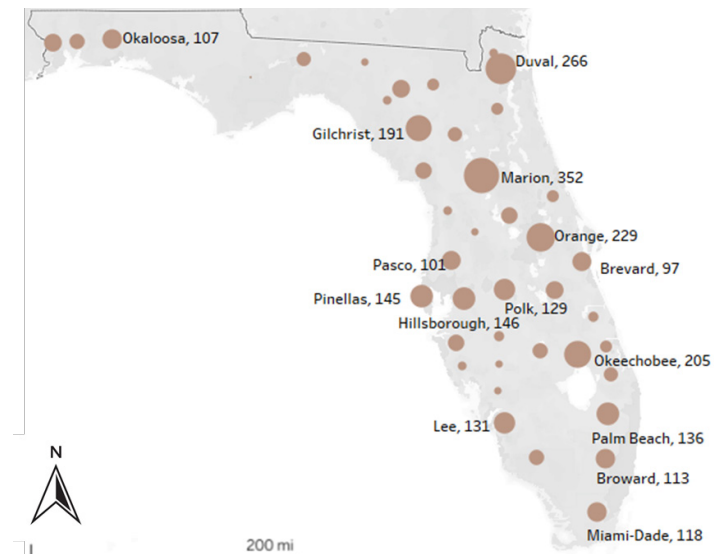 Okaloosa, 107
Duval, 266
Gilchrist, 191
Marion, 352
Orange, 229
Pasco, 101
Brevard, 97
Pinellas, 145
Polk, 129
Hillsborough, 146
Okeechobee, 205
Lee, 131
Palm Beach, 136
N
Broward, 113
Miami-Dade, 118
200 mi